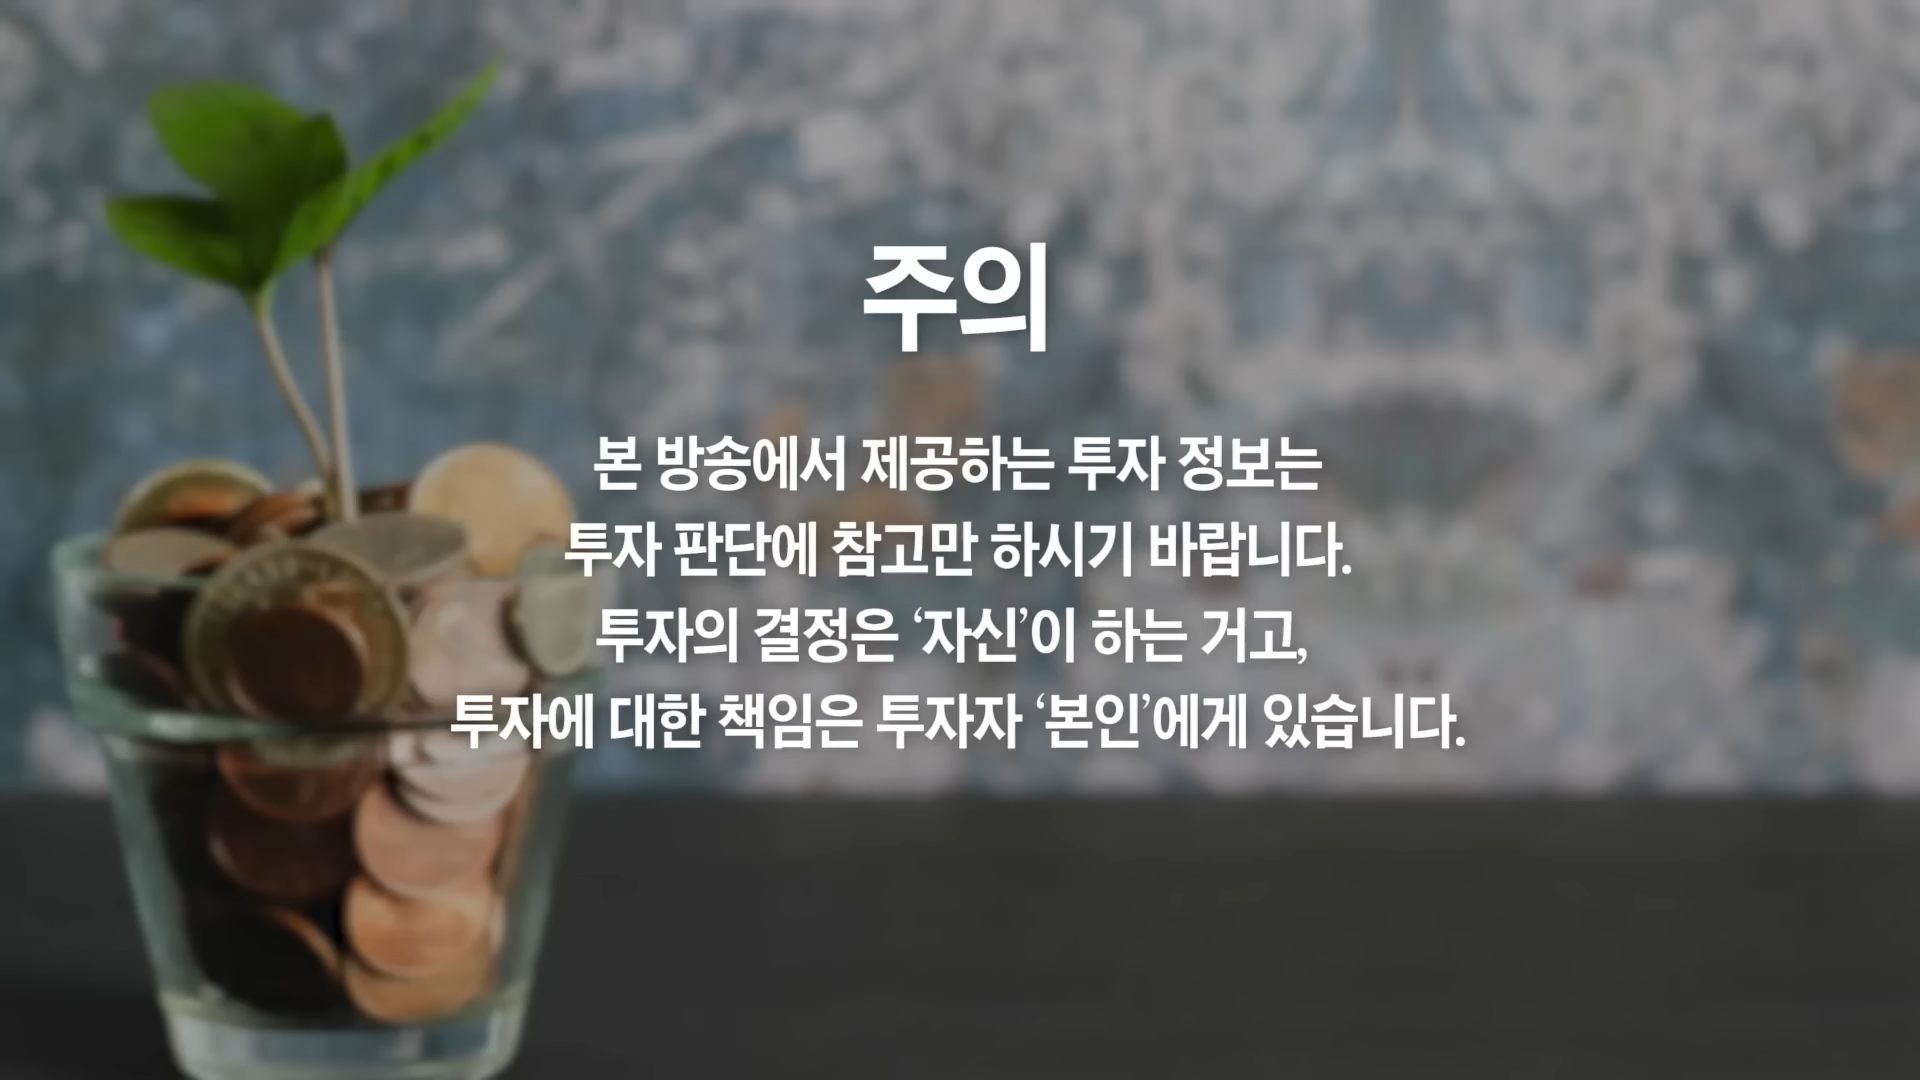 주의
본 방송에서 제공하는 투자 정보는
투자 판단에 참고만 하시기 바랍니다.
투자의 결정은 ‘자신’이 하는 거고,
투자에 대한 책임은 투자자 ‘본인’에게 있습니다.